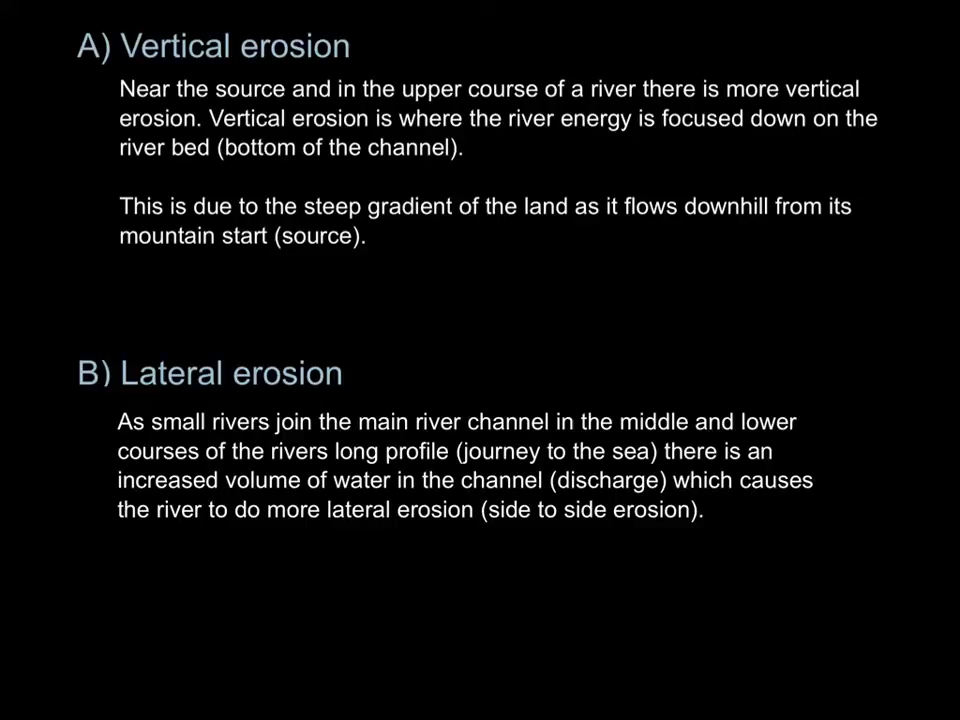 A) Vertical erosion
Near the source and in the upper course of a river there is more vertical
erosion. Vertical erosion is where the river energy is focused down on the
river bed (bottom of the channel).
This is due to the steep gradient of the land as it flows downhill from its
mountain start (source).
B) Lateral erosion
As small rivers join the main river channel in the middle and lower
courses of the rivers long profile (journey to the sea) there is an
increased volume of water in the channel (discharge) which causes
the river to do more lateral erosion (side to side erosion).